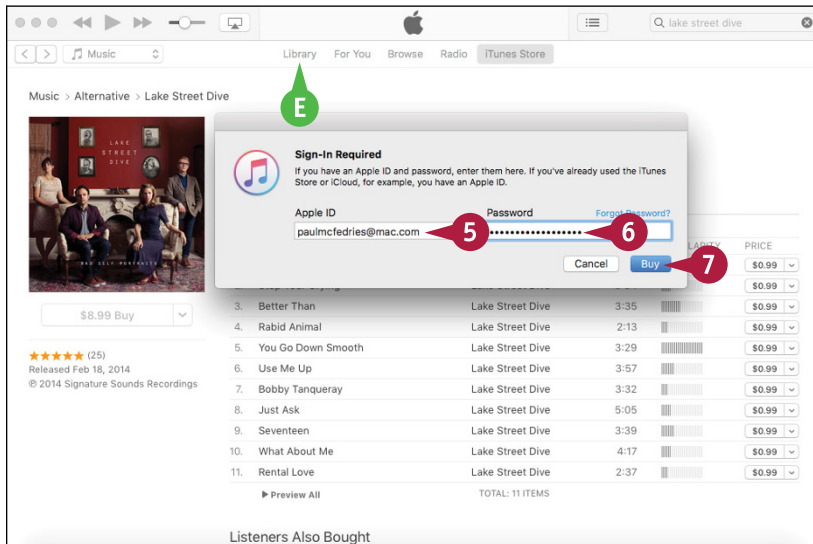 lake street dive
Music
Library For You Browse Radio iTunes Store
E
Music > Alternative > Lake Street Dive
LAKE
STREET
DIVE
BAD SELF PORTRAITS
Sign-In Required
If you have an Apple ID and password, enter them here. If you've already used the iTunes
Store or iCloud, for example, you have an Apple ID.
Apple ID Password Forgot Password?
paulmcfedries@mac.com 5 6
Cancel Buy 7
PRICE
$0.99
$0.99
3. Better Than Lake Street Dive 3:35 $0.99
4. Rabid Animal Lake Street Dive 2:13 $0.99
5. You Go Down Smooth Lake Street Dive 3:29 $0.99
6. Use Me Up Lake Street Dive 3:57 $0.99
7. Bobby Tanqueray Lake Street Dive 3:32 $0.99
8. Just Ask Lake Street Dive 5:05 $0.99
9. Seventeen Lake Street Dive 3:39 $0.99
10. What About Me Lake Street Dive 4:17 $0.99
11. Rental Love Lake Street Dive 2:37 $0.99
Preview All TOTAL: 11 ITEMS
$8.99 Buy
(25)
Released Feb 18, 2014
℗ 2014 Signature Sounds Recordings
Listeners Also Bought